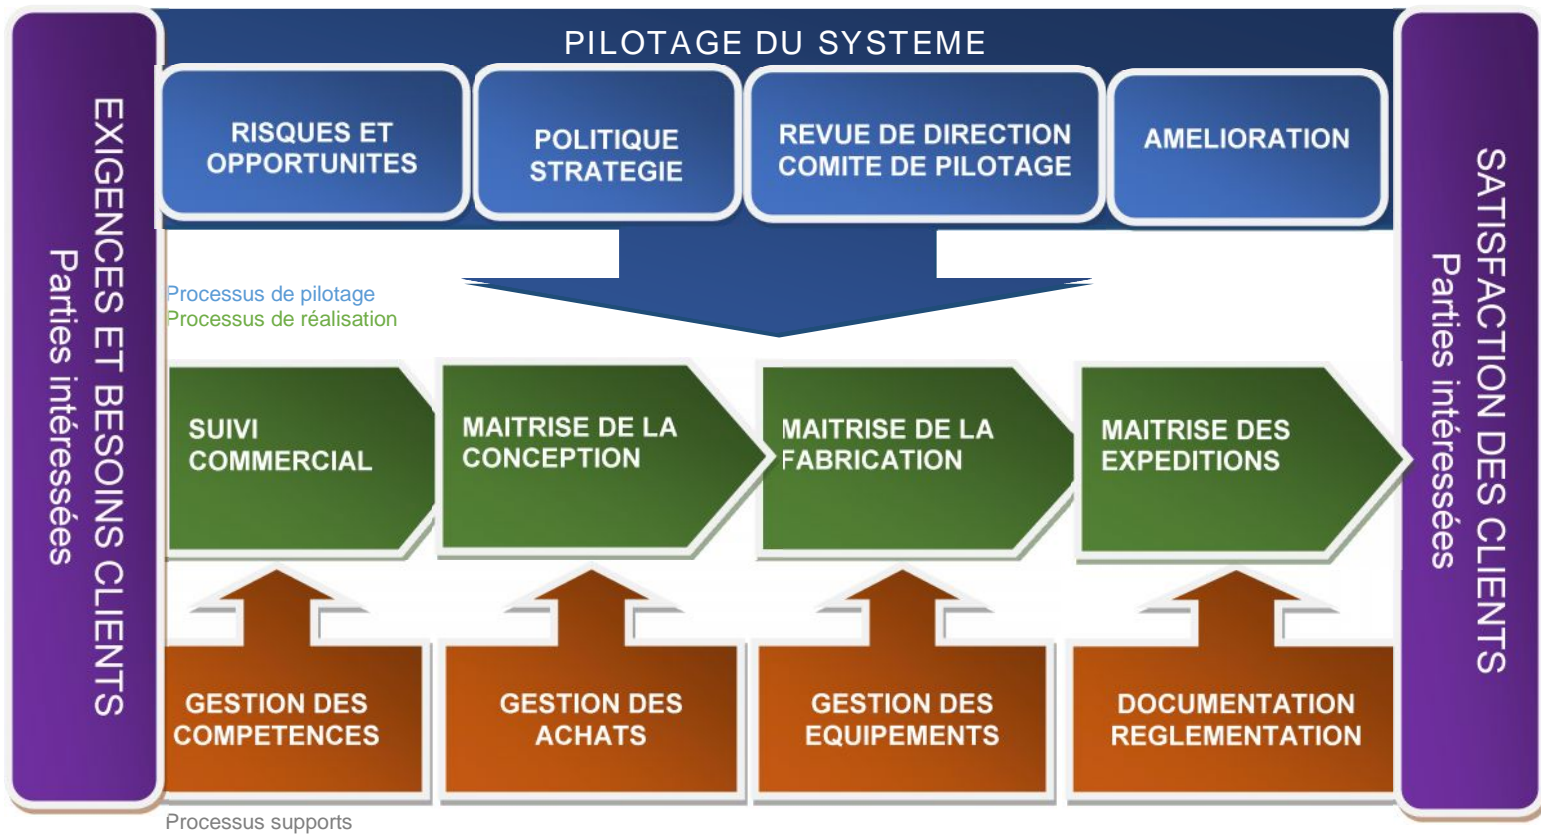 PILOTAGE DU SYSTEME
EXIGENCES ET BESOINS CLIENTS
Parties intéressées
RISQUES ET
OPPORTUNITES
POLITIQUE
STRATEGIE
REVUE DE DIRECTION
COMITE DE PILOTAGE
AMELIORATION
SATISFACTION DES CLIENTS
Parties intéressées
Processus de pilotage
Processus de réalisation
SUIVI
COMMERCIAL
MAITRISE DE LA
CONCEPTION
MAITRISE DE LA
FABRICATION
MAITRISE DES
EXPEDITIONS
GESTION DES
COMPETENCES
GESTION DES
ACHATS
GESTION DES
EQUIPEMENTS
DOCUMENTATION
REGLEMENTATION
Processus supports